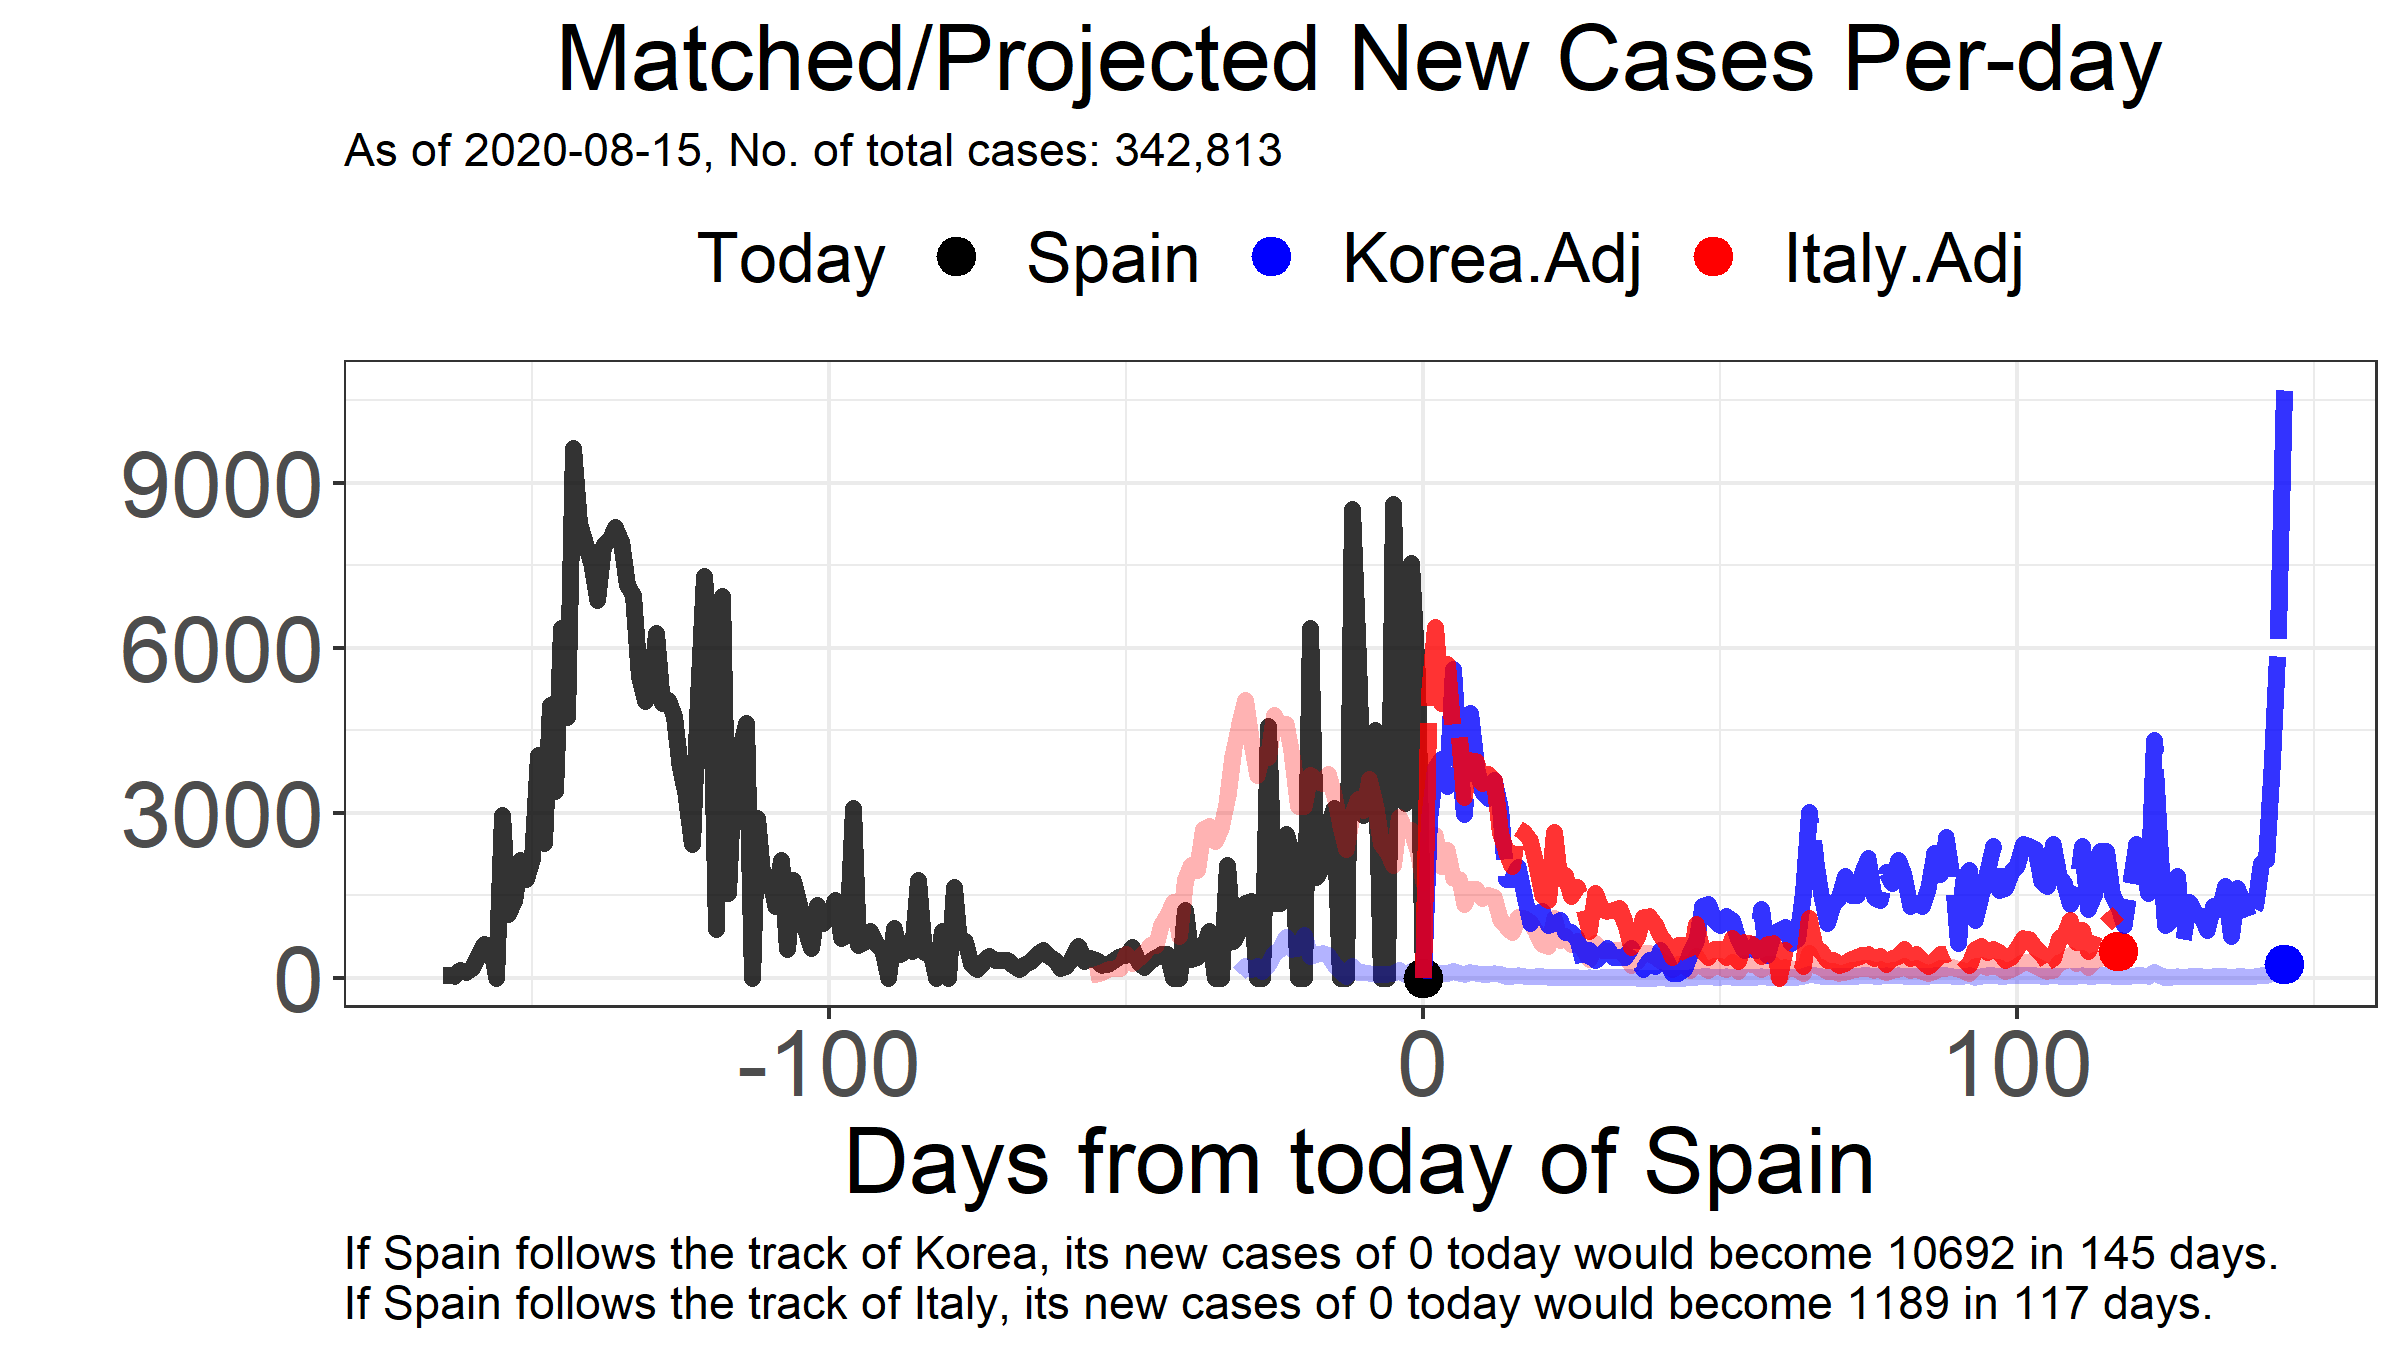 Matched/Projected New Cases Per-day
As of 2020-08-15, No. of total cases: 342,813
Today Spain Korea.Adj Italy.Adj
9000
6000
3000
0
-100 0 100
Days from today of Spain
If Spain follows the track of Korea, its new cases of 0 today would become 10692 in 145 days.
If Spain follows the track of Italy, its new cases of 0 today would become 1189 in 117 days.